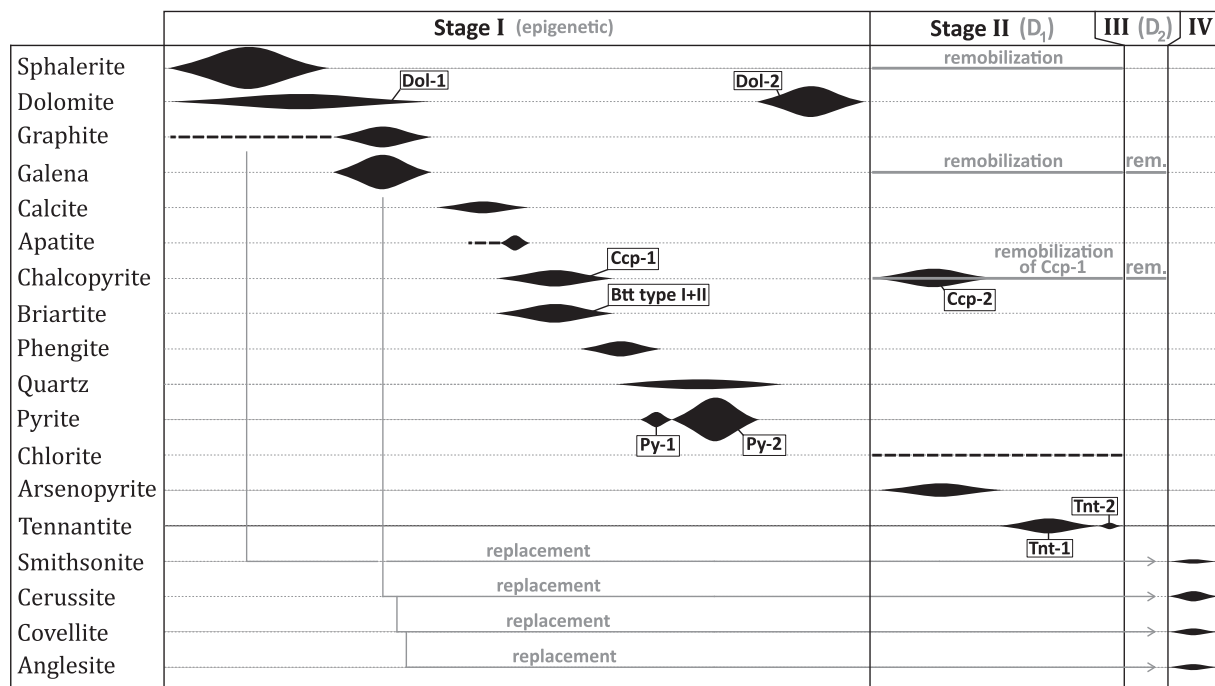 Stage I (epigenetic) Stage II (D₁) III (D₂) IV
Sphalerite remobilization
Dolomite Dol-1 Dol-2
Graphite
Galena remobilization rem.
Calcite
Apatite
Chalcopyrite Ccp-1 remobilization
of Ccp-1 rem.
Ccp-2
Briartite Btt type I+II
Phengite
Quartz
Pyrite
Py-1 Py-2
Chlorite
Arsenopyrite
Tennantite Tnt-2
Tnt-1
Smithsonite replacement
Cerussite replacement
Covellite replacement
Anglesite replacement